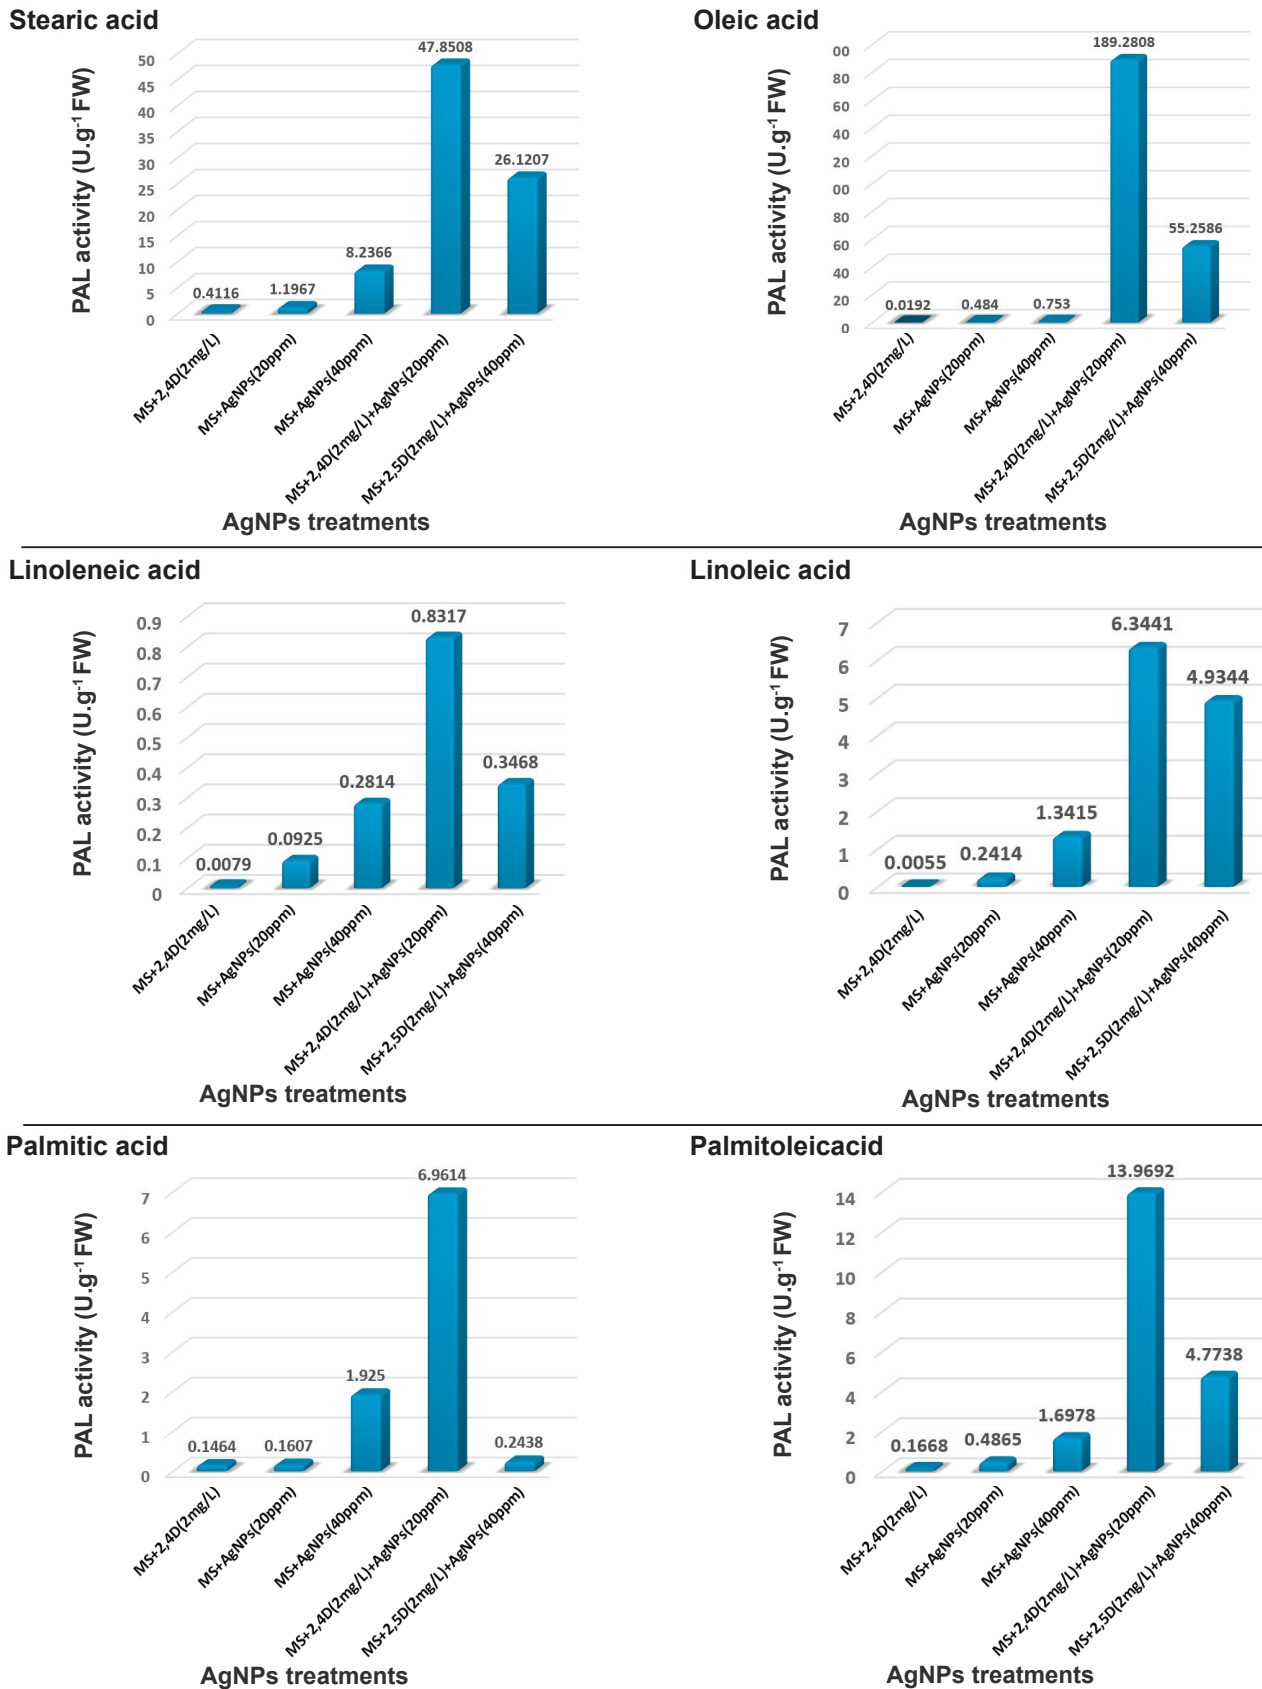 Stearic acid
PAL activity (U.g-1 FW)
50
45
40
35
30
25
20
15
10
5
0
0.4116
1.1967
8.2366
47.8508
26.1207
MS+2,4D(2mg/L)
MS+AgNPs(20ppm)
MS+AgNPs(40ppm)
MS+2,4D(2mg/L)+AgNPs(20ppm)
MS+2,5D(2mg/L)+AgNPs(40ppm)
AgNPs treatments
Oleic acid
PAL activity (U.g-1 FW)
00
80
60
40
20
00
80
60
40
20
0
0.0192
0.484
0.753
189.2808
55.2586
MS+2,4D(2mg/L)
MS+AgNPs(20ppm)
MS+AgNPs(40ppm)
MS+2,4D(2mg/L)+AgNPs(20ppm)
MS+2,5D(2mg/L)+AgNPs(40ppm)
AgNPs treatments
Linoleneic acid
PAL activity (U.g-1 FW)
0.9
0.8
0.7
0.6
0.5
0.4
0.3
0.2
0.1
0
0.0079
0.0925
0.2814
0.8317
0.3468
MS+2,4D(2mg/L)
MS+AgNPs(20ppm)
MS+AgNPs(40ppm)
MS+2,4D(2mg/L)+AgNPs(20ppm)
MS+2,5D(2mg/L)+AgNPs(40ppm)
AgNPs treatments
Linoleic acid
PAL activity (U.g-1 FW)
7
6
5
4
3
2
1
0
0.0055
0.2414
1.3415
6.3441
4.9344
MS+2,4D(2mg/L)
MS+AgNPs(20ppm)
MS+AgNPs(40ppm)
MS+2,4D(2mg/L)+AgNPs(20ppm)
MS+2,5D(2mg/L)+AgNPs(40ppm)
AgNPs treatments
Palmitic acid
PAL activity (U.g-1 FW)
7
6
5
4
3
2
1
0
0.1464
0.1607
1.925
6.9614
0.2438
MS+2,4D(2mg/L)
MS+AgNPs(20ppm)
MS+AgNPs(40ppm)
MS+2,4D(2mg/L)+AgNPs(20ppm)
MS+2,5D(2mg/L)+AgNPs(40ppm)
AgNPs treatments
Palmitoleicacid
PAL activity (U.g-1 FW)
14
12
10
8
6
4
2
0
0.1668
0.4865
1.6978
13.9692
4.7738
MS+2,4D(2mg/L)
MS+AgNPs(20ppm)
MS+AgNPs(40ppm)
MS+2,4D(2mg/L)+AgNPs(20ppm)
MS+2,5D(2mg/L)+AgNPs(40ppm)
AgNPs treatments